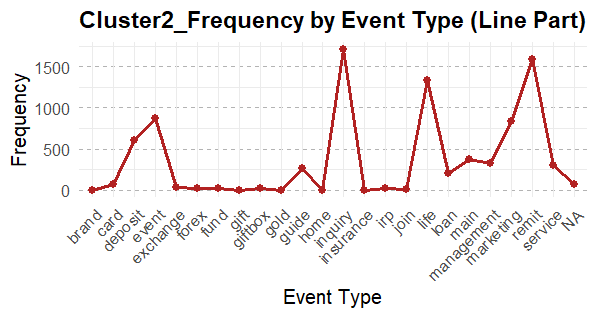 Cluster2_Frequency by Event Type (Line Part)
Frequency
1500
1000
500
0
brand
card
deposit
event
exchange
forex
fund
gift
giftbox
gold
guide
home
inquiry
insurance
irp
join
life
loan
main
management
marketing
remit
service
NA
Event Type